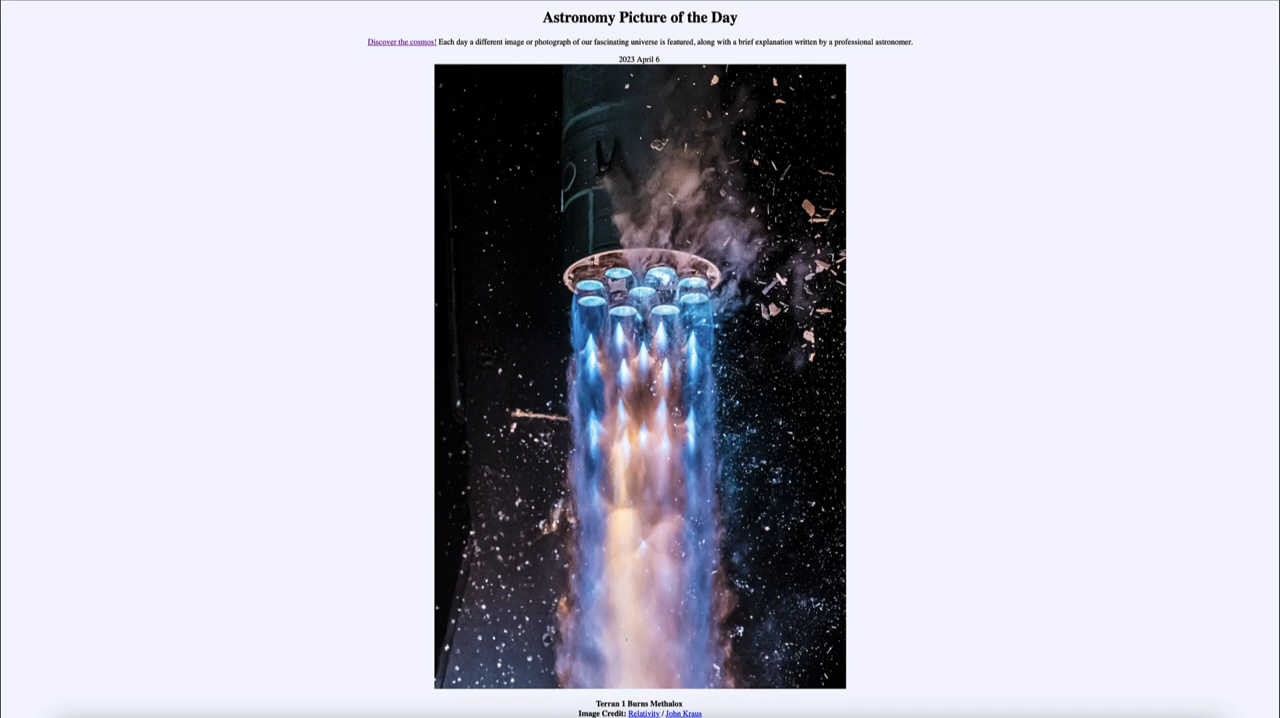 Astronomy Picture of the Day
Discover the cosmos! Each day a different image or photograph of our fascinating universe is featured, along with a brief explanation written by a professional astronomer.
2023 April 6
Terran 1 Burns Methalox
Image Credit: Relativity / John Kraus